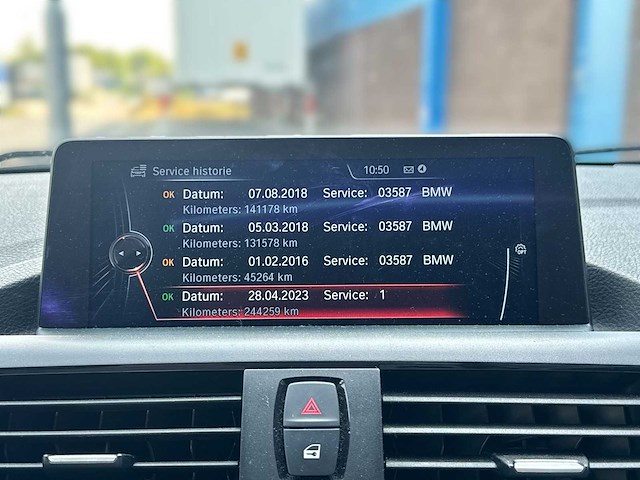 Service historie 10:50
OK Datum: 07.08.2018 Service: 03587 BMW
Kilometers: 141178 km
OK Datum: 05.03.2018 Service: 03587 BMW
Kilometers: 131578 km
OK Datum: 01.02.2016 Service: 03587 BMW
Kilometers: 45264 km
OK Datum: 28.04.2023 Service: 1
Kilometers: 244259 km
OPT